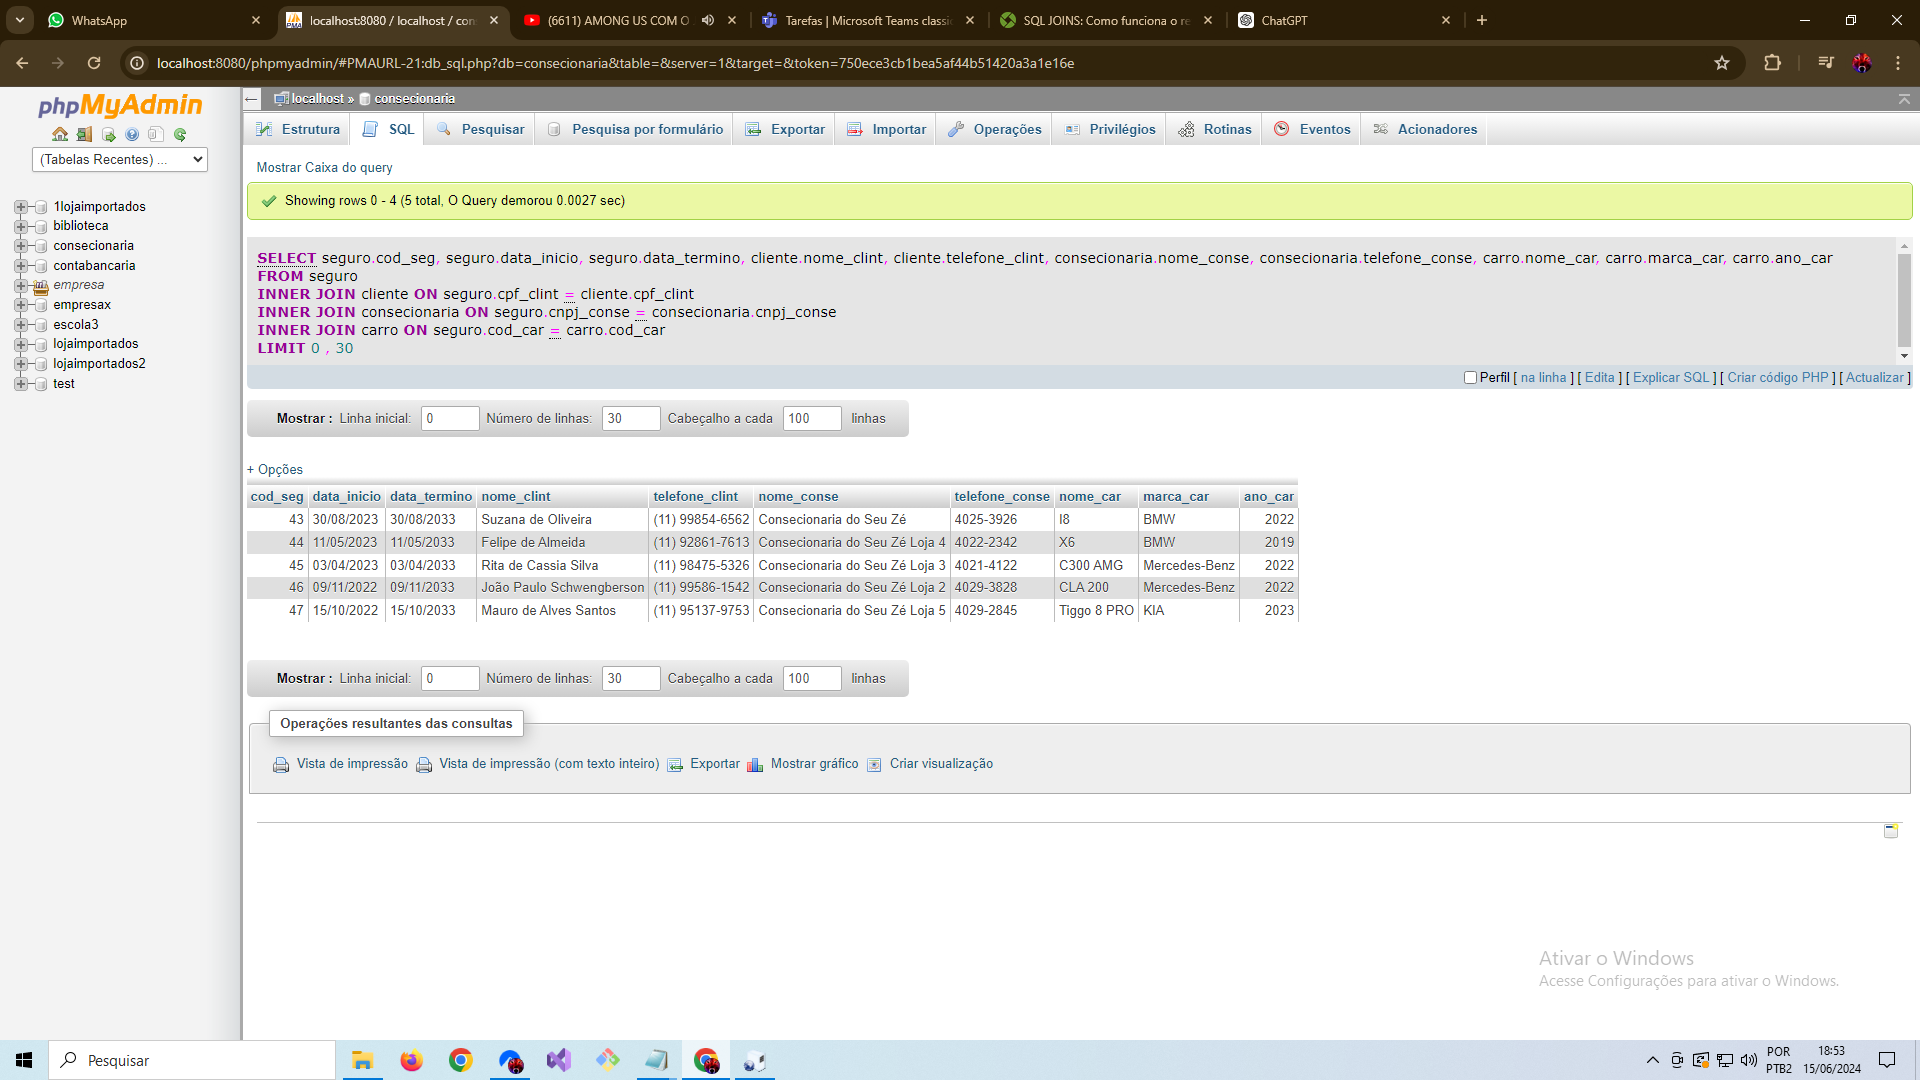 WhatsApp
localhost:8080 / localhost / con
(6611) AMONG US COM O
Tarefas | Microsoft Teams classic
SQL JOINS: Como funciona o re
ChatGPT
localhost:8080/phpmyadmin/#PMAURL-21:db_sql.php?db=consecionaria&table=&server=1&target=&token=750ece3cb1bea5af44b51420a3a1e16e
phpMyAdmin
(Tabelas Recentes) ...
1lojaimportados
biblioteca
consecionaria
contabancaria
empresa
empresax
escola3
lojaimportados
lojaimportados2
test
localhost » consecionaria
Estrutura SQL Pesquisar Pesquisa por formulário Exportar Importar Operações Privilégios Rotinas Eventos Acionadores
Mostrar Caixa do query
Showing rows 0 - 4 (5 total, O Query demorou 0.0027 sec)
SELECT seguro.cod_seg, seguro.data_inicio, seguro.data_termino, cliente.nome_clint, cliente.telefone_clint, consecionaria.nome_conse, consecionaria.telefone_conse, carro.nome_car, carro.marca_car, carro.ano_car
FROM seguro
INNER JOIN cliente ON seguro.cpf_clint = cliente.cpf_clint
INNER JOIN consecionaria ON seguro.cnpj_conse = consecionaria.cnpj_conse
INNER JOIN carro ON seguro.cod_car = carro.cod_car
LIMIT 0 , 30
Perfil [ na linha ] [ Edita ] [ Explicar SQL ] [ Criar código PHP ] [ Actualizar ]
Mostrar : Linha inicial: 0 Número de linhas: 30 Cabeçalho a cada 100 linhas
+ Opções
cod_seg data_inicio data_termino nome_clint telefone_clint nome_conse telefone_conse nome_car marca_car ano_car
43 30/08/2023 30/08/2033 Suzana de Oliveira (11) 99854-6562 Consecionaria do Seu Zé 4025-3926 I8 BMW 2022
44 11/05/2023 11/05/2033 Felipe de Almeida (11) 92861-7613 Consecionaria do Seu Zé Loja 4 4022-2342 X6 BMW 2019
45 03/04/2023 03/04/2033 Rita de Cassia Silva (11) 98475-5326 Consecionaria do Seu Zé Loja 3 4021-4122 C300 AMG Mercedes-Benz 2022
46 09/11/2022 09/11/2033 João Paulo Schwengberson (11) 99586-1542 Consecionaria do Seu Zé Loja 2 4029-3828 CLA 200 Mercedes-Benz 2022
47 15/10/2022 15/10/2033 Mauro de Alves Santos (11) 95137-9753 Consecionaria do Seu Zé Loja 5 4029-2845 Tiggo 8 PRO KIA 2023
Mostrar : Linha inicial: 0 Número de linhas: 30 Cabeçalho a cada 100 linhas
Operações resultantes das consultas
Vista de impressão Vista de impressão (com texto inteiro) Exportar Mostrar gráfico Criar visualização
Ativar o Windows
Acesse Configurações para ativar o Windows.
Pesquisar
POR
PTB2
18:53
15/06/2024